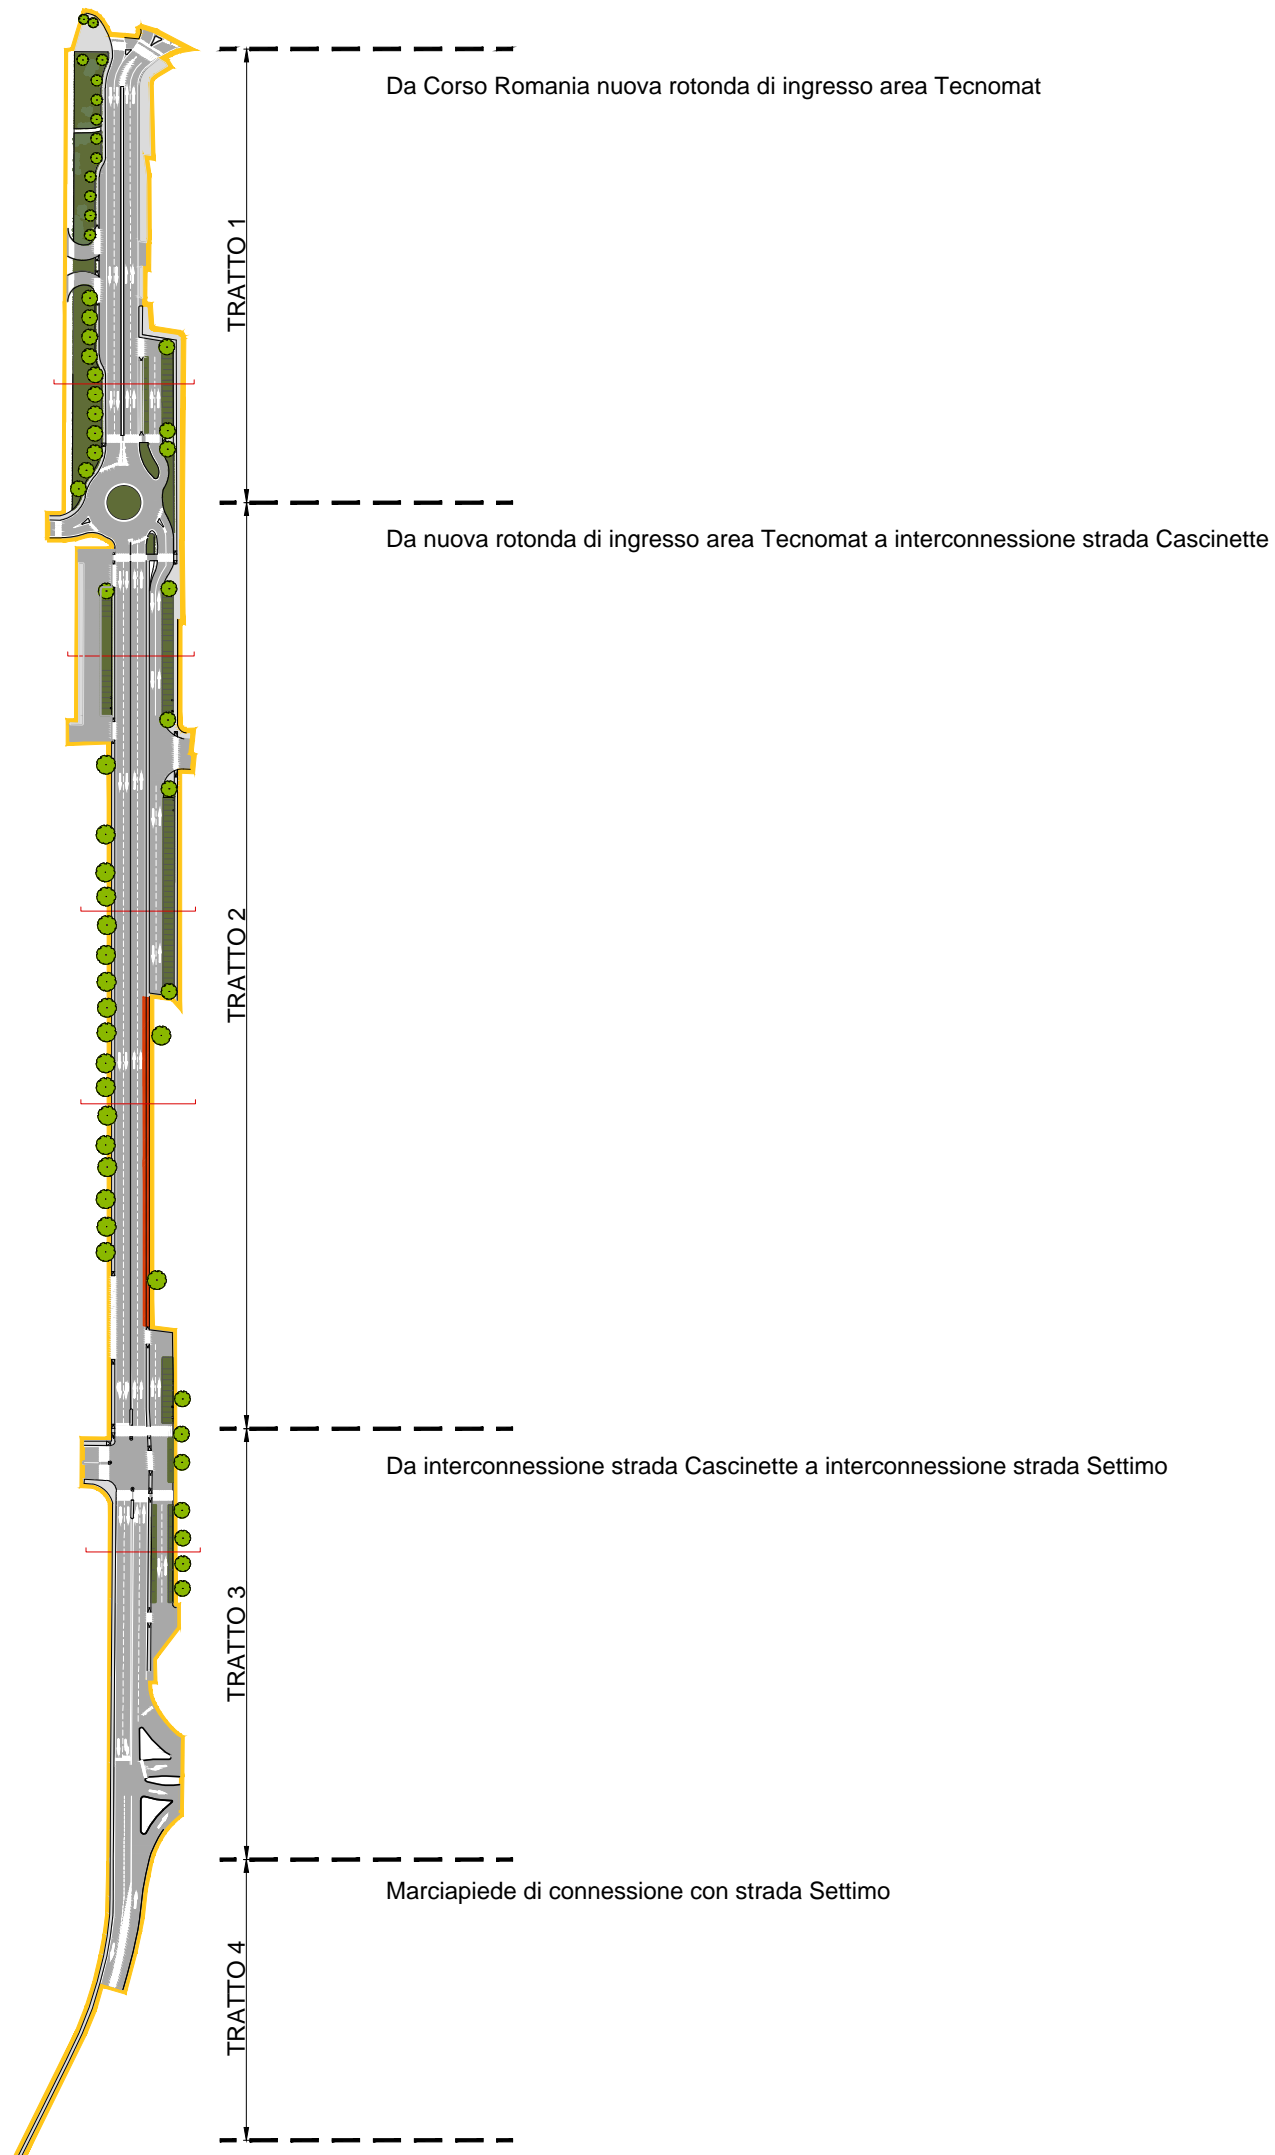 Da Corso Romania nuova rotonda di ingresso area Tecnomat
TRATTO 1
Da nuova rotonda di ingresso area Tecnomat a interconnessione strada Cascinette
TRATTO 2
Da interconnessione strada Cascinette a interconnessione strada Settimo
TRATTO 3
Marciapiede di connessione con strada Settimo
TRATTO 4